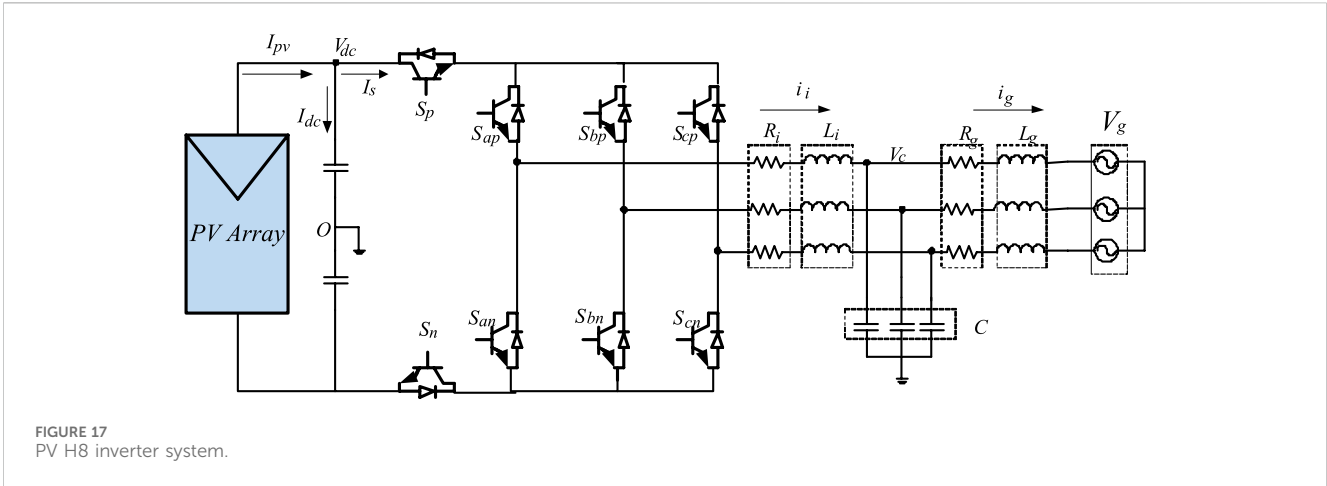 I_pv
V_dc
I_s
I_dc
S_p
S_ap
S_bp
S_cp
i_i
i_g
R_i
L_i
V_c
R_g
L_g
V_g
PV Array
O
S_n
S_an
S_bn
S_cn
C
FIGURE 17
PV H8 inverter system.